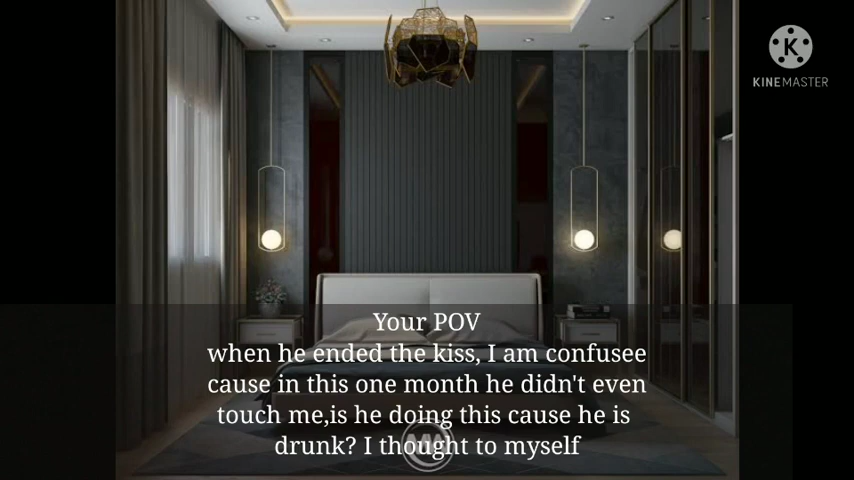 K
KINEMASTER
Your POV
when he ended the kiss, I am confusee
cause in this one month he didn't even
touch me,is he doing this cause he is
drunk? I thought to myself